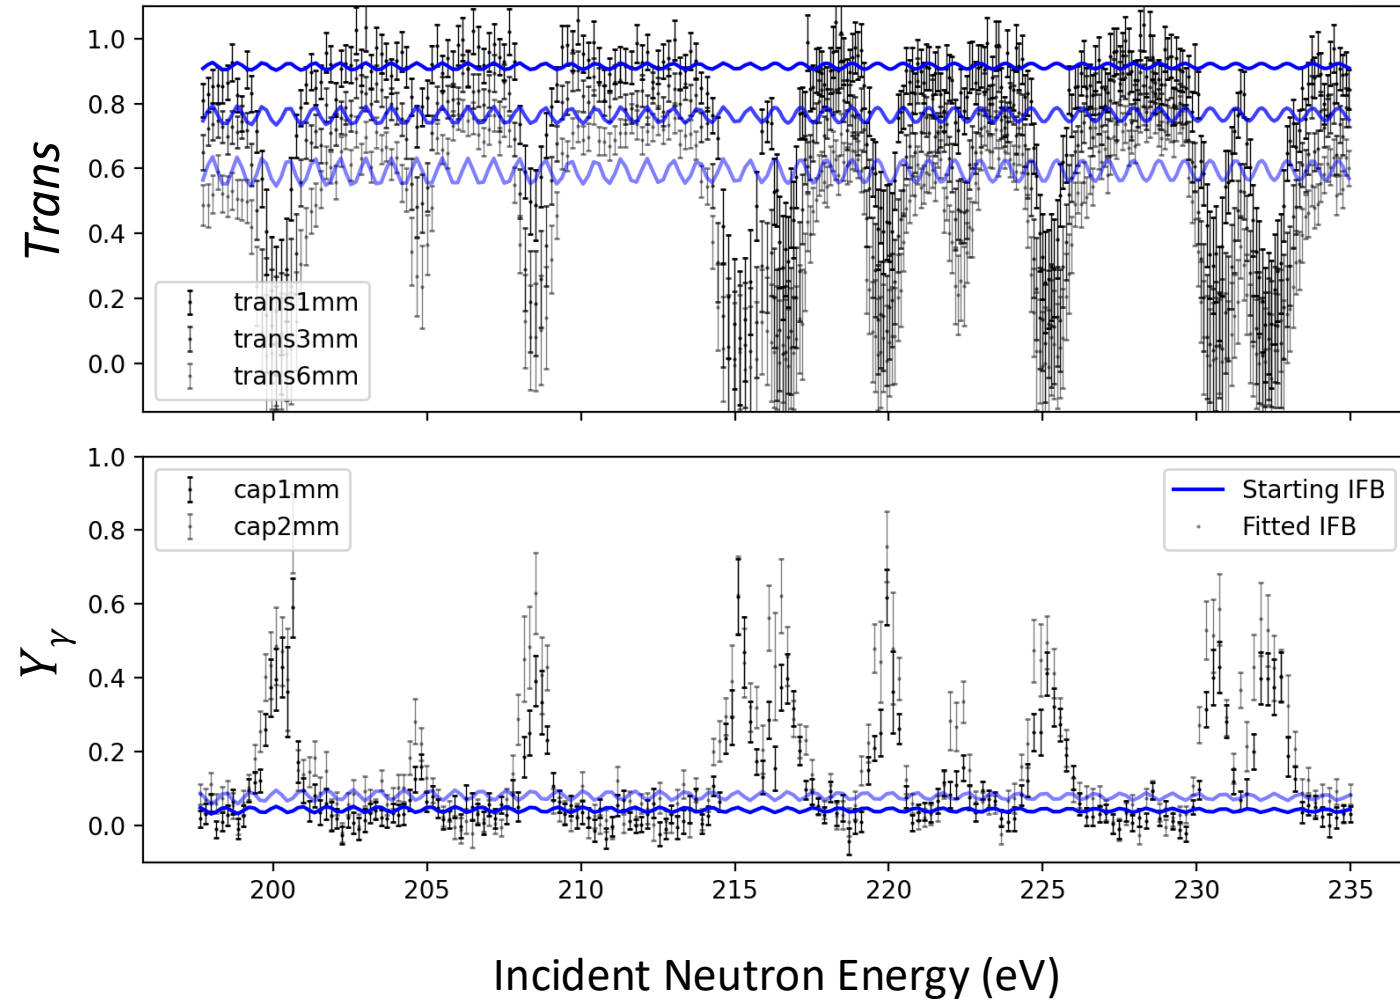 Trans
1.0
0.8
0.6
0.4
0.2
0.0
trans1mm
trans3mm
trans6mm
Yγ
1.0
0.8
0.6
0.4
0.2
0.0
cap1mm
cap2mm
Starting IFB
Fitted IFB
200 205 210 215 220 225 230 235
Incident Neutron Energy (eV)